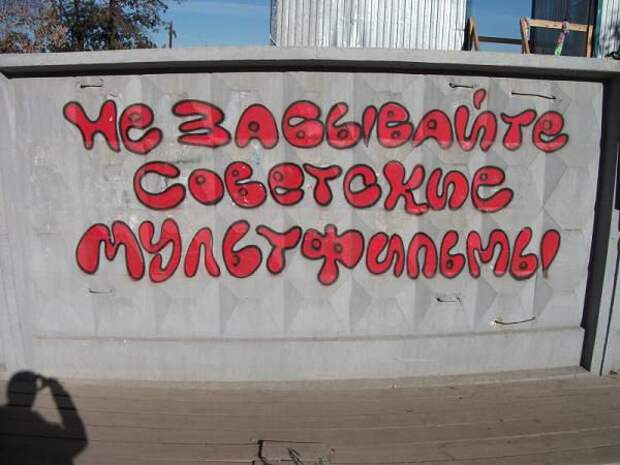 Не забывайте
Советские
мультфильмы